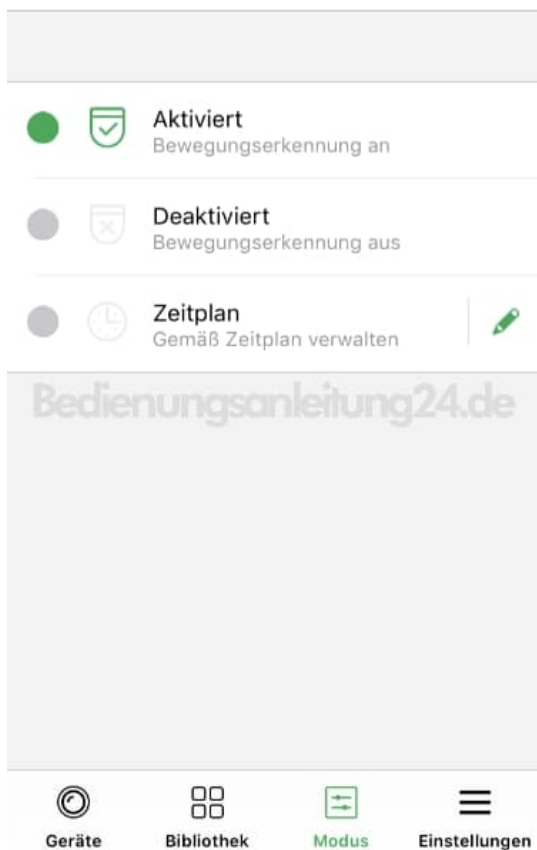 Aktiviert
Bewegungserkennung an
Deaktiviert
Bewegungserkennung aus
Zeitplan
Gemäß Zeitplan verwalten
Bedienungsanleitung24.de
Geräte Bibliothek Modus Einstellungen